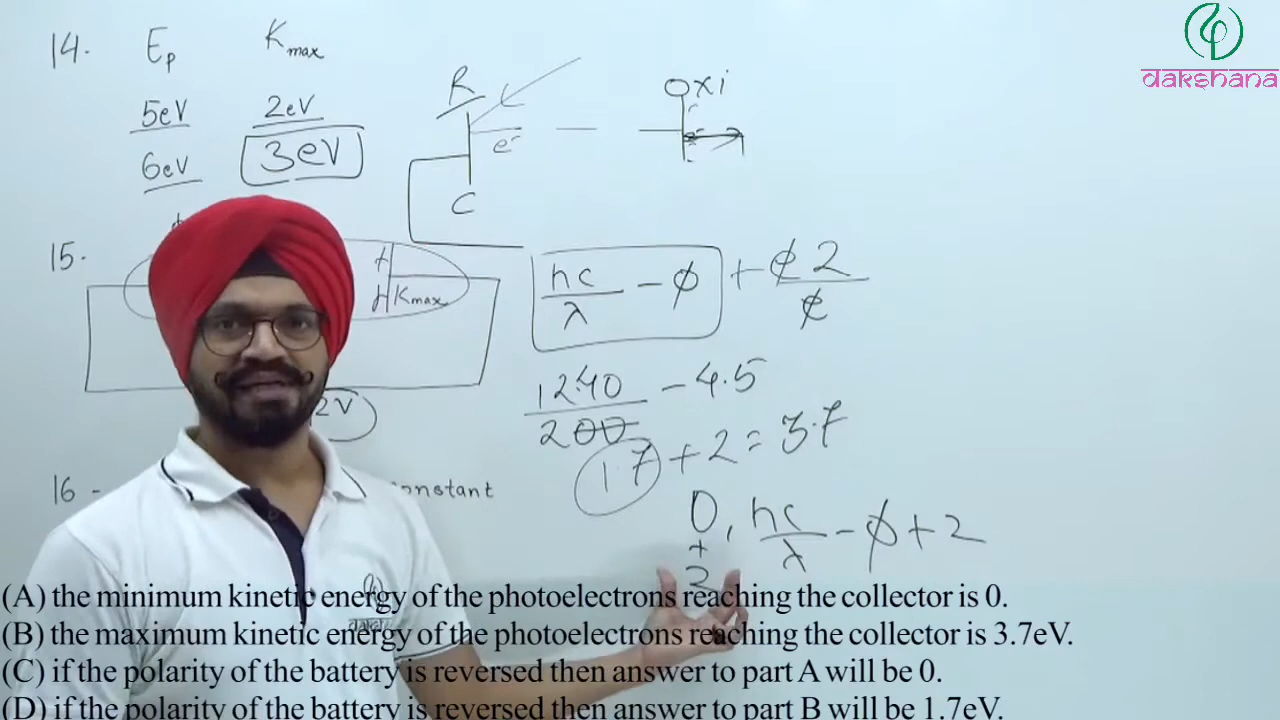 14. Ep Kmax
5eV 2eV
6eV 3eV
R
e⁻
C
Oxi
dakshana
15.
Kmax
2V
hc/λ - ϕ + e2/e
1240/200 - 4.5
1.7 + 2 = 3.7
0, hc/λ - ϕ + 2
+
2
16 - constant
(A) the minimum kinetic energy of the photoelectrons reaching the collector is 0.
(B) the maximum kinetic energy of the photoelectrons reaching the collector is 3.7eV.
(C) if the polarity of the battery is reversed then answer to part A will be 0.
(D) if the polarity of the battery is reversed then answer to part B will be 1.7eV.